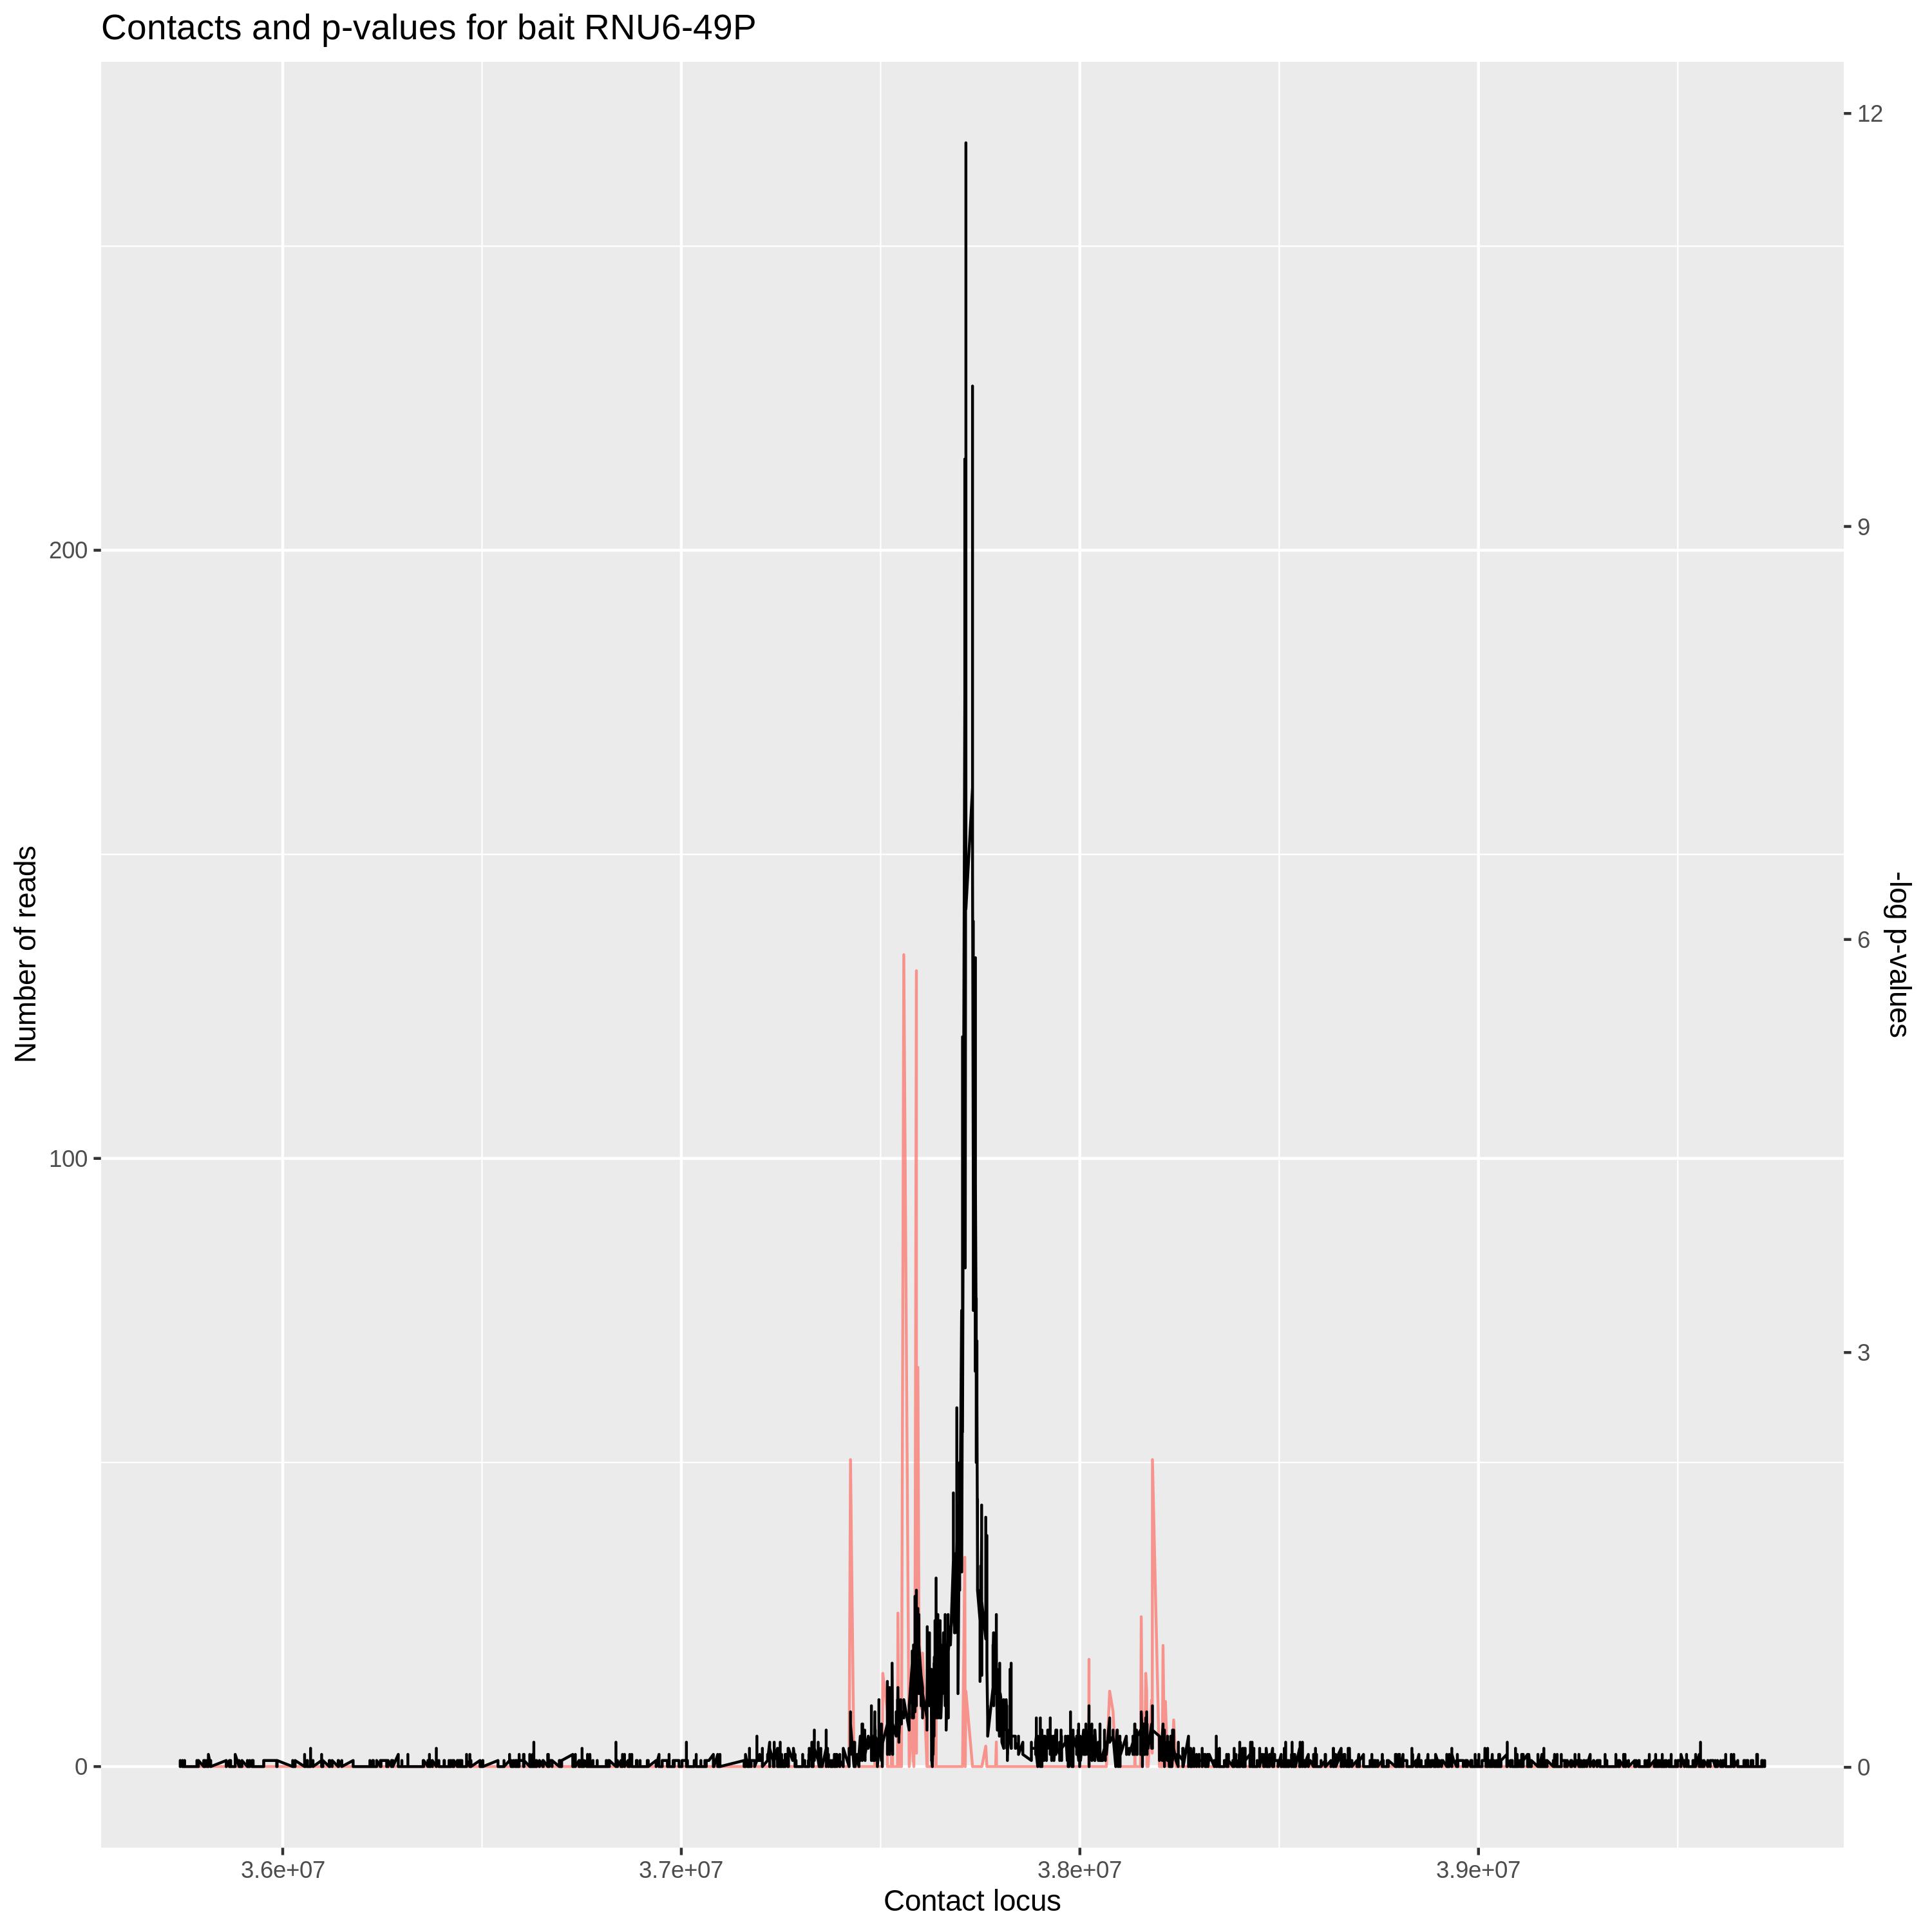 Contacts and p-values for bait RNU6-49P
12
9
6
3
0
200
100
0
Number of reads
-log p-values
3.6e+07
3.7e+07
3.8e+07
3.9e+07
Contact locus